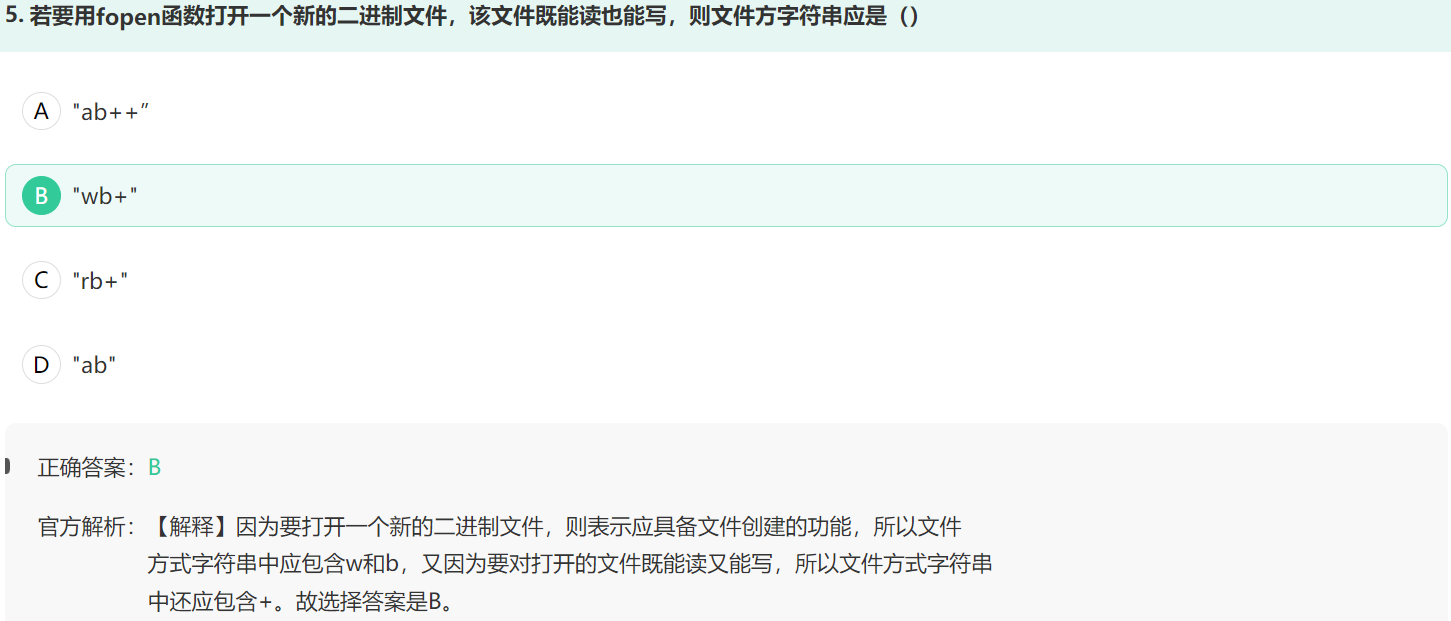 5. 若要用fopen函数打开一个新的二进制文件，该文件既能读也能写，则文件方字符串应是（）
A "ab++”
B "wb+"
C "rb+"
D "ab"
正确答案：B
官方解析：【解释】因为要打开一个新的二进制文件，则表示应具备文件创建的功能，所以文件
方式字符串中应包含w和b，又因为要对打开的文件既能读又能写，所以文件方式字符串
中还应包含+。故选择答案是B。